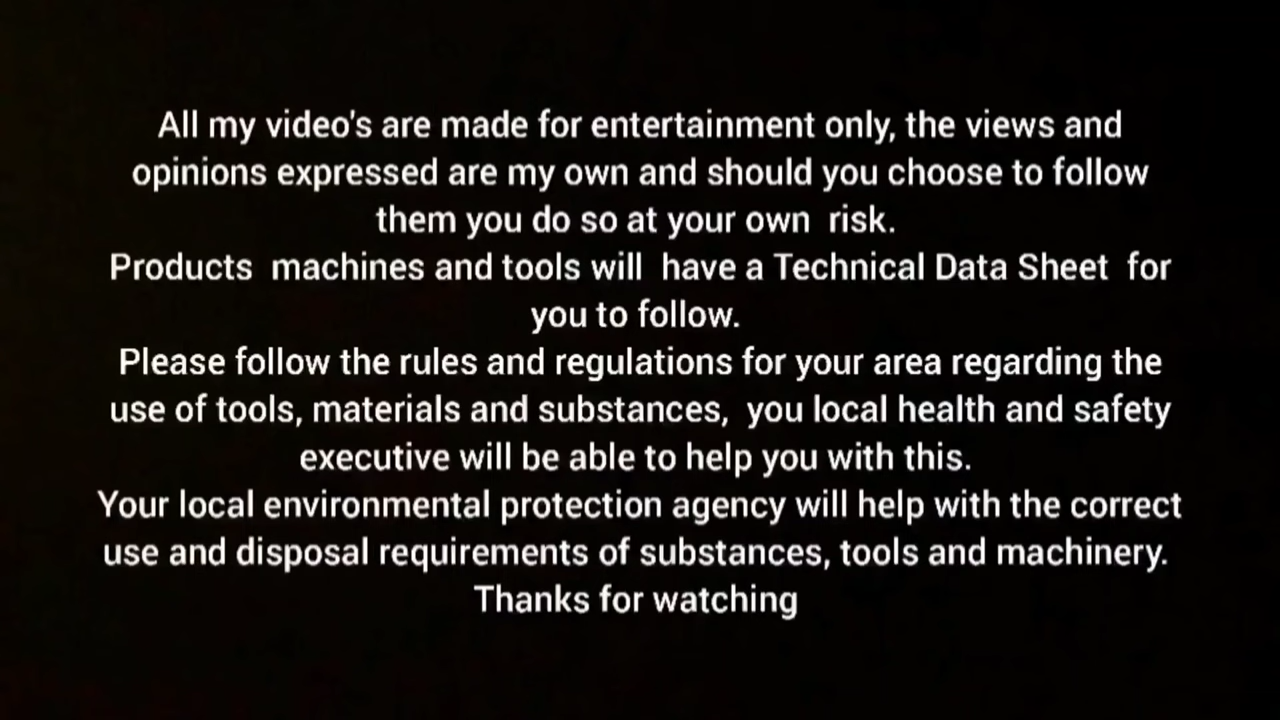 All my video's are made for entertainment only, the views and
opinions expressed are my own and should you choose to follow
them you do so at your own  risk.
Products  machines and tools will  have a Technical Data Sheet  for
you to follow.
Please follow the rules and regulations for your area regarding the
use of tools, materials and substances,  you local health and safety
executive will be able to help you with this.
Your local environmental protection agency will help with the correct
use and disposal requirements of substances, tools and machinery.
Thanks for watching